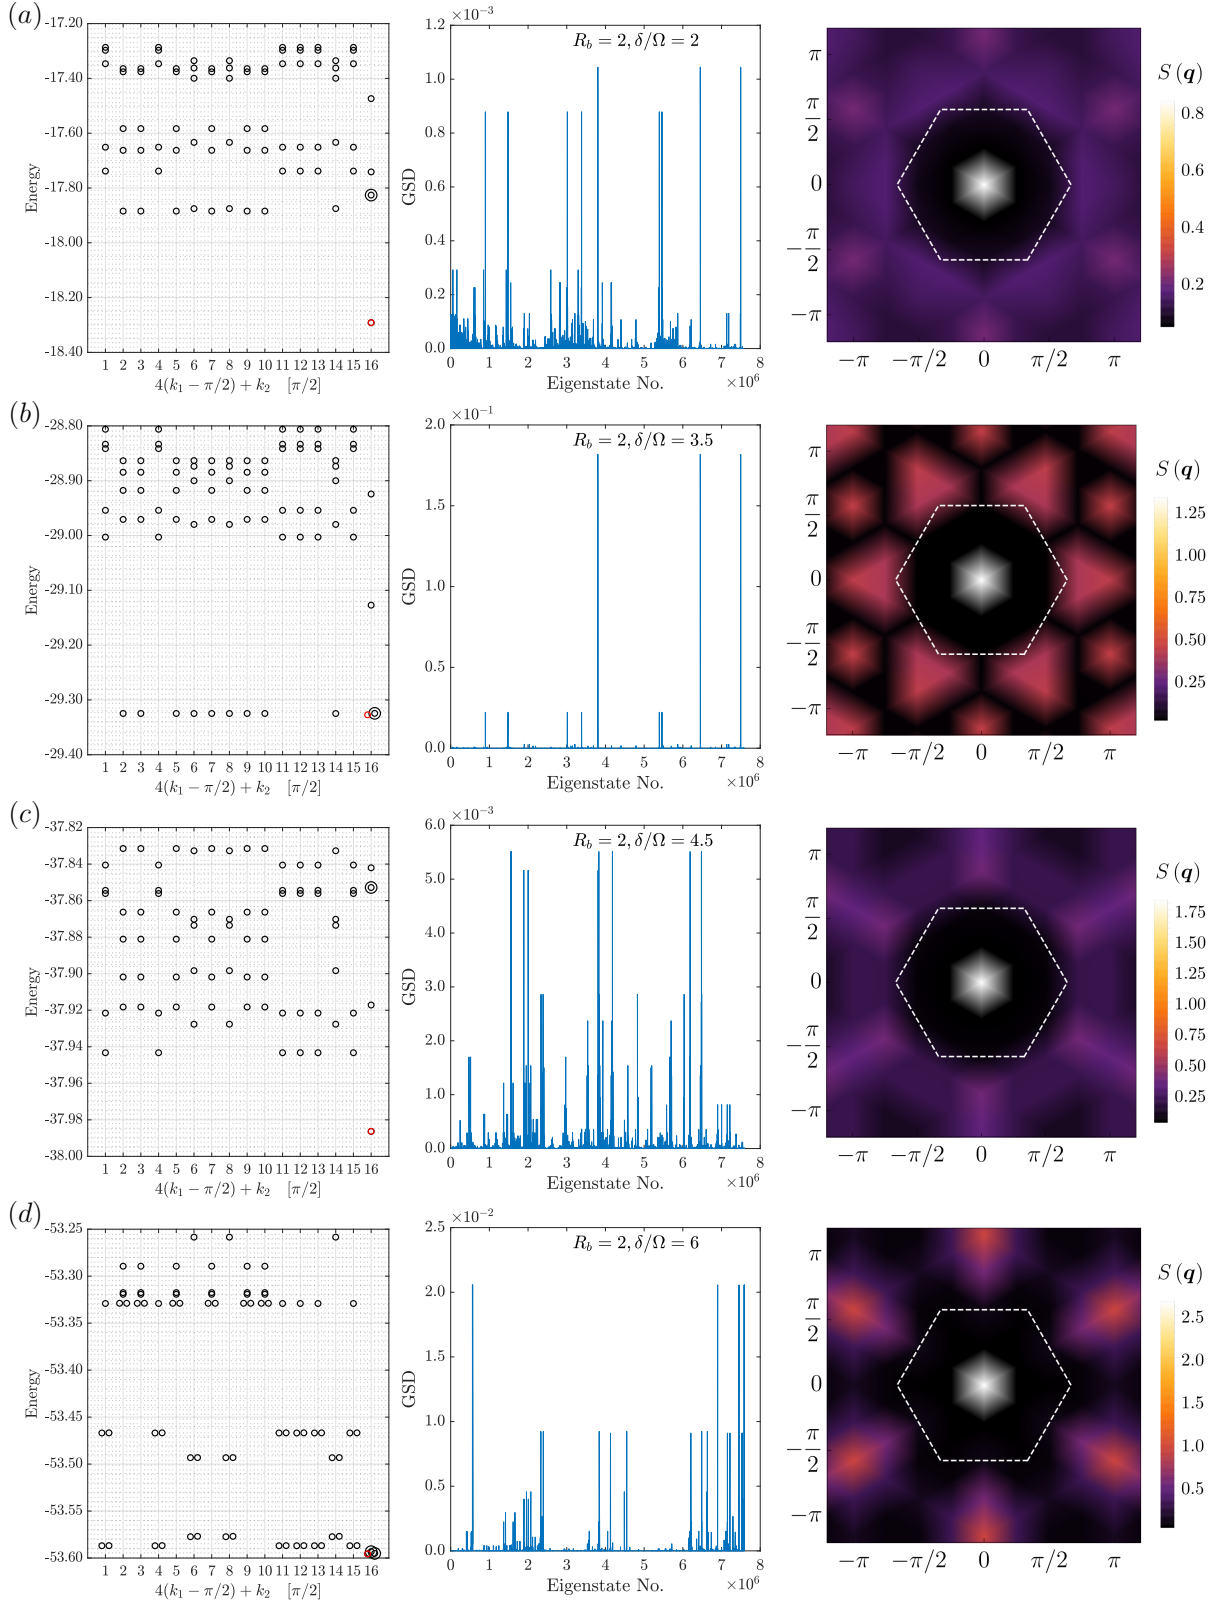 (a)
-17.20
-17.40
-17.60
-17.80
-18.00
-18.20
-18.40
Energy
1 2 3 4 5 6 7 8 9 10 11 12 13 14 15 16
4(k₁ − π/2) + k₂ [π/2]
×10⁻³
R_b = 2, δ/Ω = 2
1.2
1.0
0.8
0.6
0.4
0.2
0.0
GSD
0 1 2 3 4 5 6 7 8
Eigenstate No.
×10⁶
π
π/2
0
−π/2
−π
−π −π/2 0 π/2 π
S(q)
0.8
0.6
0.4
0.2
(b)
-28.80
-28.90
-29.00
-29.10
-29.20
-29.30
-29.40
Energy
1 2 3 4 5 6 7 8 9 10 11 12 13 14 15 16
4(k₁ − π/2) + k₂ [π/2]
×10⁻¹
R_b = 2, δ/Ω = 3.5
2.0
1.5
1.0
0.5
0.0
GSD
0 1 2 3 4 5 6 7 8
Eigenstate No.
×10⁶
π
π/2
0
−π/2
−π
−π −π/2 0 π/2 π
S(q)
1.25
1.00
0.75
0.50
0.25
(c)
-37.82
-37.84
-37.86
-37.88
-37.90
-37.92
-37.94
-37.96
-37.98
-38.00
Energy
1 2 3 4 5 6 7 8 9 10 11 12 13 14 15 16
4(k₁ − π/2) + k₂ [π/2]
×10⁻³
R_b = 2, δ/Ω = 4.5
6.0
5.0
4.0
3.0
2.0
1.0
0.0
GSD
0 1 2 3 4 5 6 7 8
Eigenstate No.
×10⁶
π
π/2
0
−π/2
−π
−π −π/2 0 π/2 π
S(q)
1.75
1.50
1.25
1.00
0.75
0.50
0.25
(d)
-53.25
-53.30
-53.35
-53.40
-53.45
-53.50
-53.55
-53.60
Energy
1 2 3 4 5 6 7 8 9 10 11 12 13 14 15 16
4(k₁ − π/2) + k₂ [π/2]
×10⁻²
R_b = 2, δ/Ω = 6
2.5
2.0
1.5
1.0
0.5
0.0
GSD
0 1 2 3 4 5 6 7 8
Eigenstate No.
×10⁶
π
π/2
0
−π/2
−π
−π −π/2 0 π/2 π
S(q)
2.5
2.0
1.5
1.0
0.5